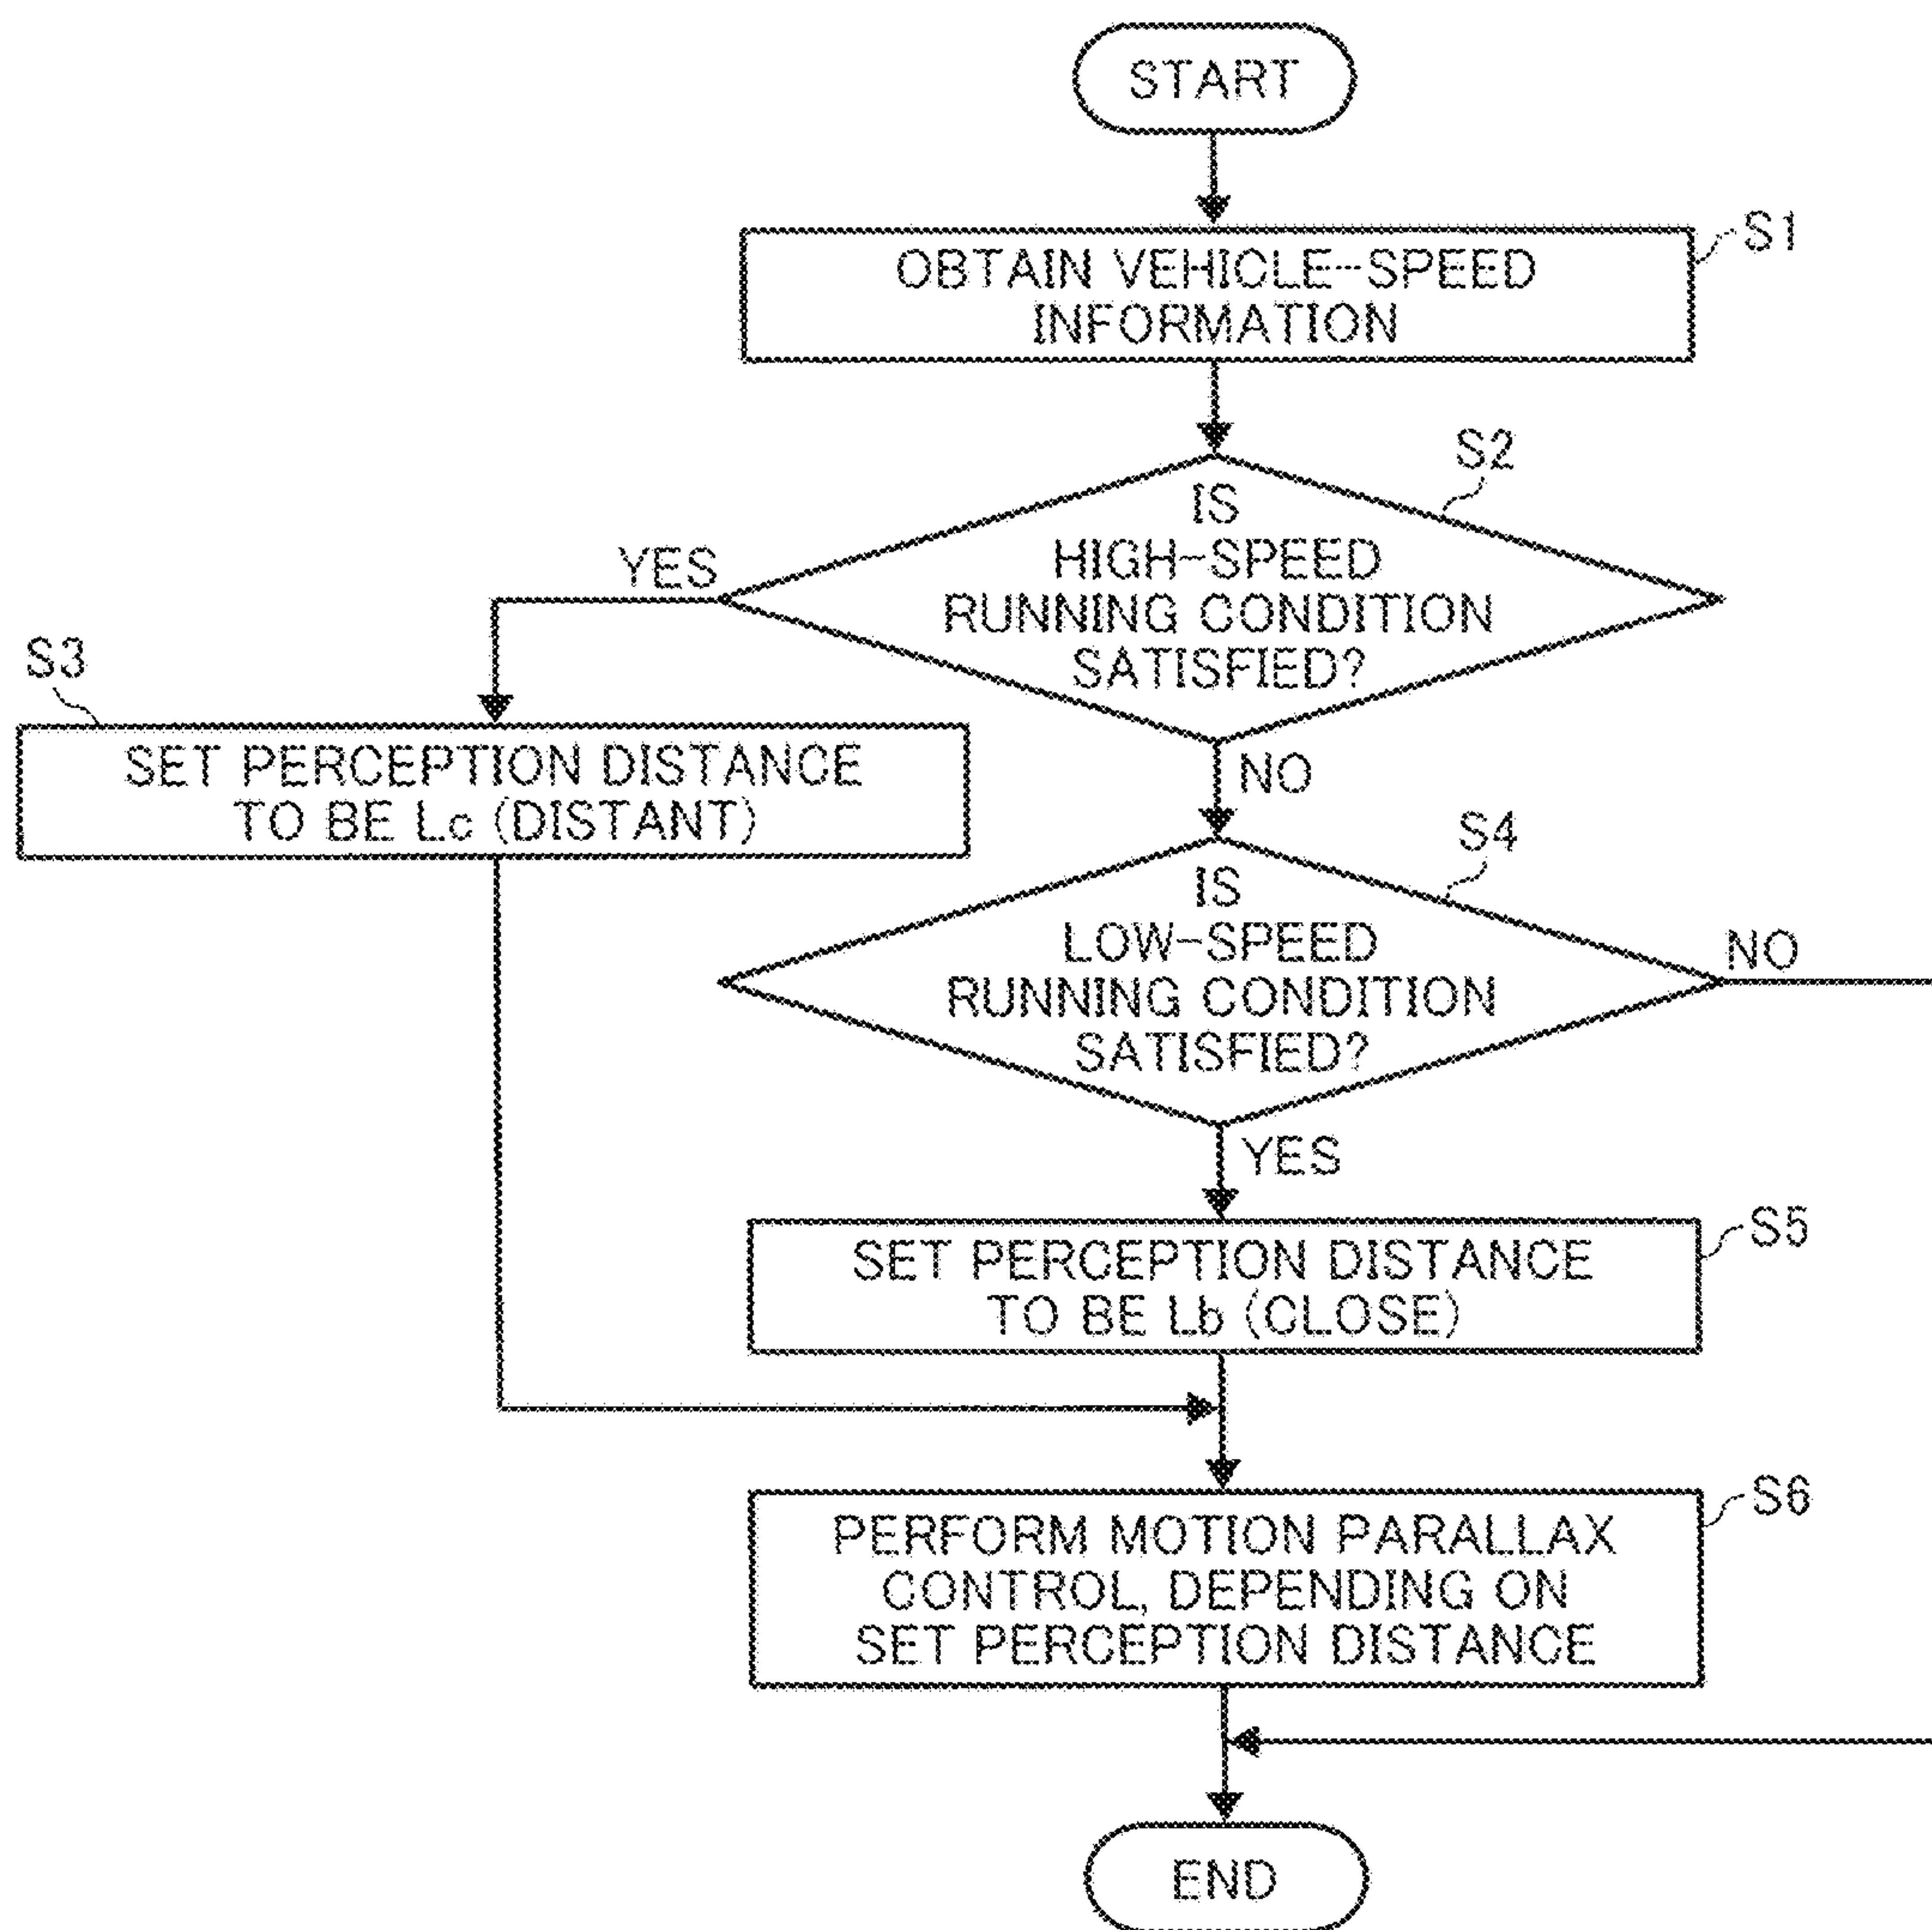 START
S1
OBTAIN VEHICLE-SPEED
INFORMATION
S2
IS
HIGH-SPEED
RUNNING CONDITION
SATISFIED?
YES
S3
SET PERCEPTION DISTANCE
TO BE Lc (DISTANT)
NO
S4
IS
LOW-SPEED
RUNNING CONDITION
SATISFIED?
NO
YES
S5
SET PERCEPTION DISTANCE
TO BE Lb (CLOSE)
S6
PERFORM MOTION PARALLAX
CONTROL, DEPENDING ON
SET PERCEPTION DISTANCE
END